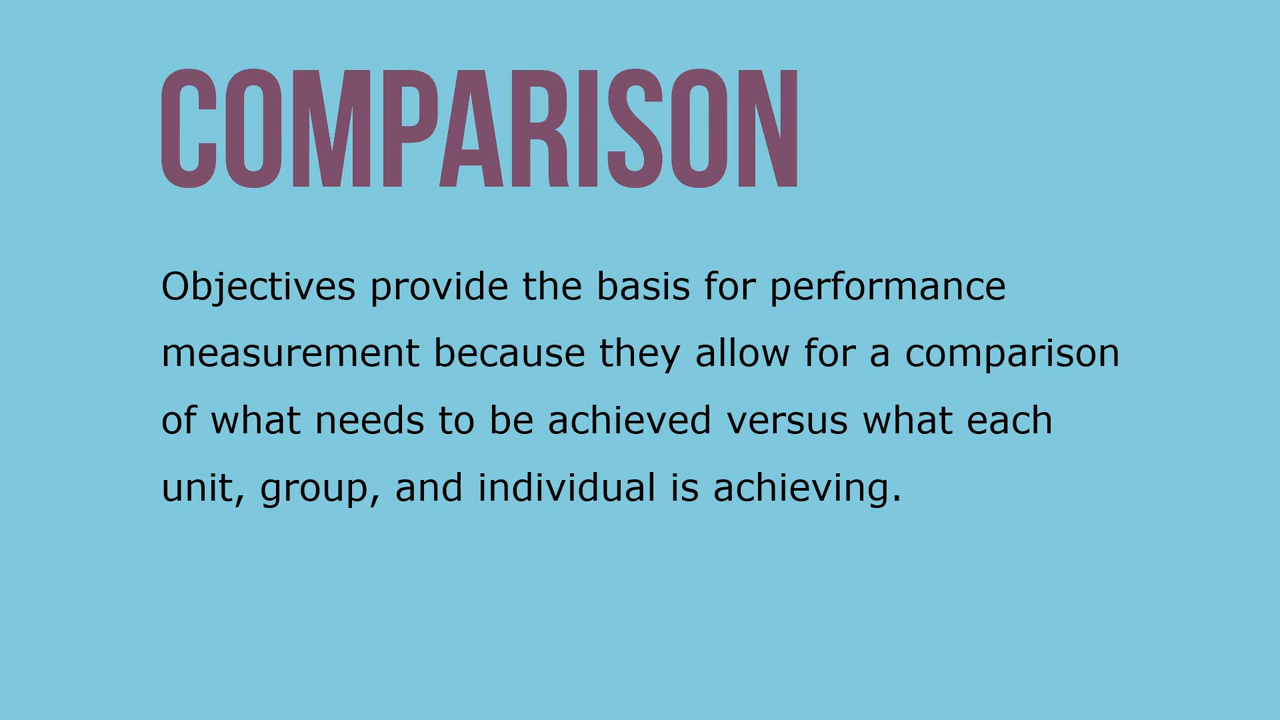 COMPARISON
Objectives provide the basis for performance
measurement because they allow for a comparison
of what needs to be achieved versus what each
unit, group, and individual is achieving.